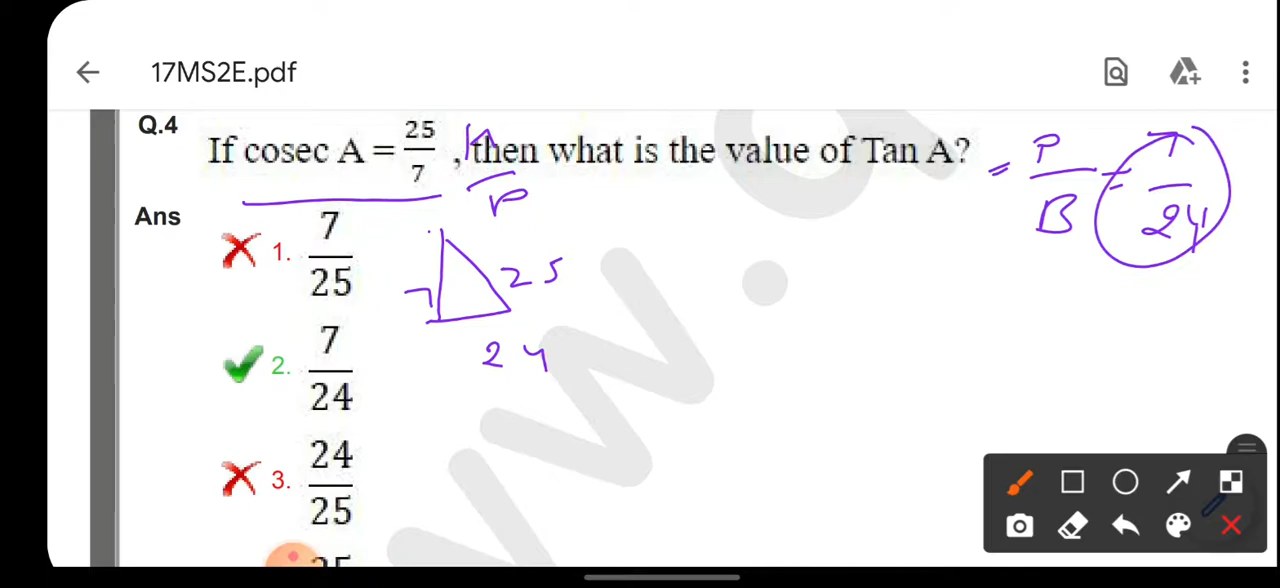 17MS2E.pdf
Q.4 If cosec A = 25/7 , then what is the value of Tan A? = P/B = 7/24
H/P
Ans
1. 7/25
7 25
24
2. 7/24
3. 24/25